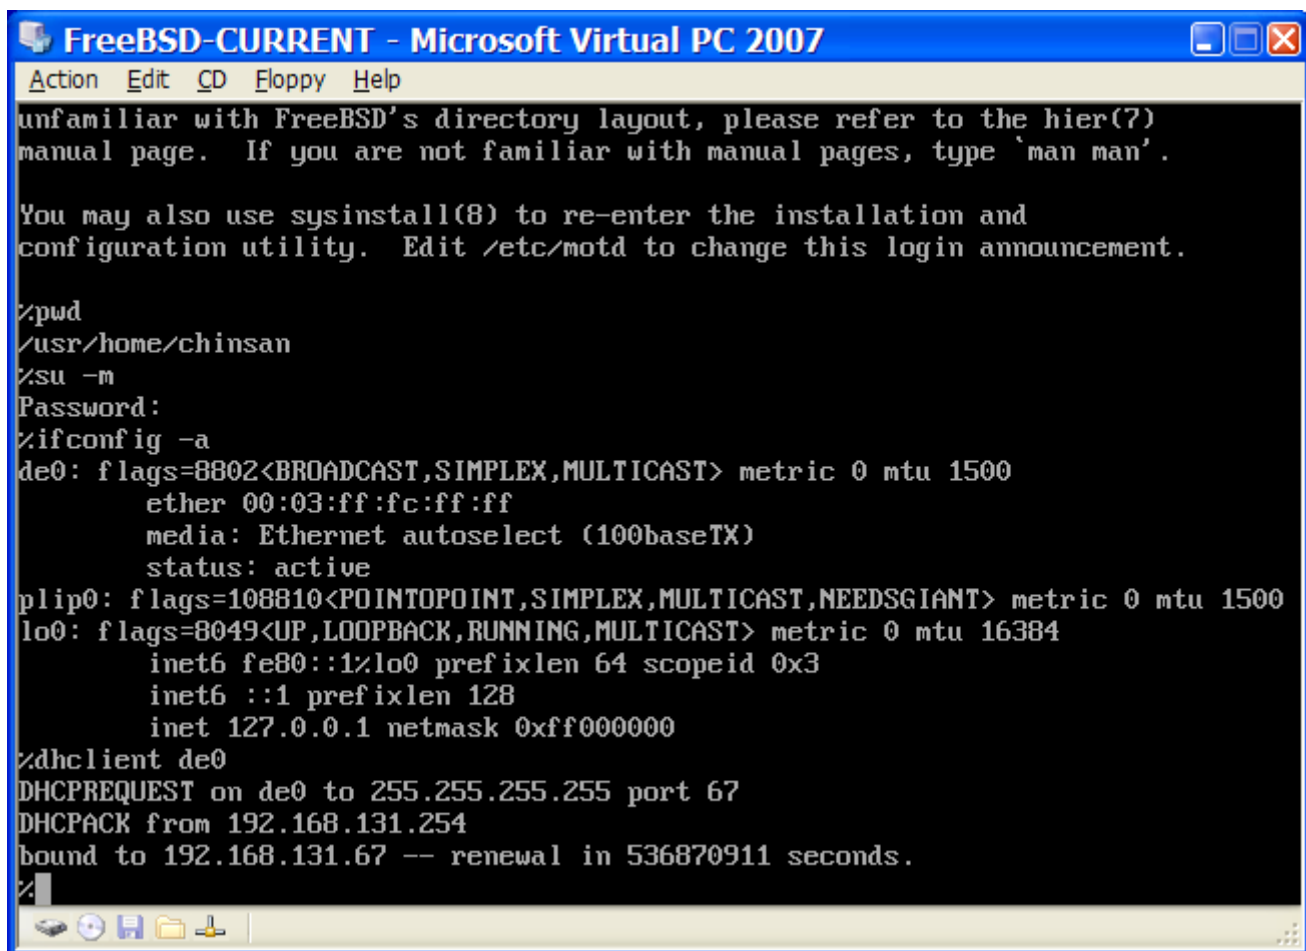 FreeBSD-CURRENT - Microsoft Virtual PC 2007
Action Edit CD Floppy Help
unfamiliar with FreeBSD's directory layout, please refer to the hier(7)
manual page.  If you are not familiar with manual pages, type `man man'.
You may also use sysinstall(8) to re-enter the installation and
configuration utility.  Edit /etc/motd to change this login announcement.
%pwd
/usr/home/chinsan
%su -m
Password:
%ifconfig -a
de0: flags=8802<BROADCAST,SIMPLEX,MULTICAST> metric 0 mtu 1500
ether 00:03:ff:fc:ff:ff
media: Ethernet autoselect (100baseTX)
status: active
plip0: flags=108810<POINTOPOINT,SIMPLEX,MULTICAST,NEEDSGIANT> metric 0 mtu 1500
lo0: flags=8049<UP,LOOPBACK,RUNNING,MULTICAST> metric 0 mtu 16384
inet6 fe80::1%lo0 prefixlen 64 scopeid 0x3
inet6 ::1 prefixlen 128
inet 127.0.0.1 netmask 0xff000000
%dhclient de0
DHCPREQUEST on de0 to 255.255.255.255 port 67
DHCPACK from 192.168.131.254
bound to 192.168.131.67 -- renewal in 536870911 seconds.
%